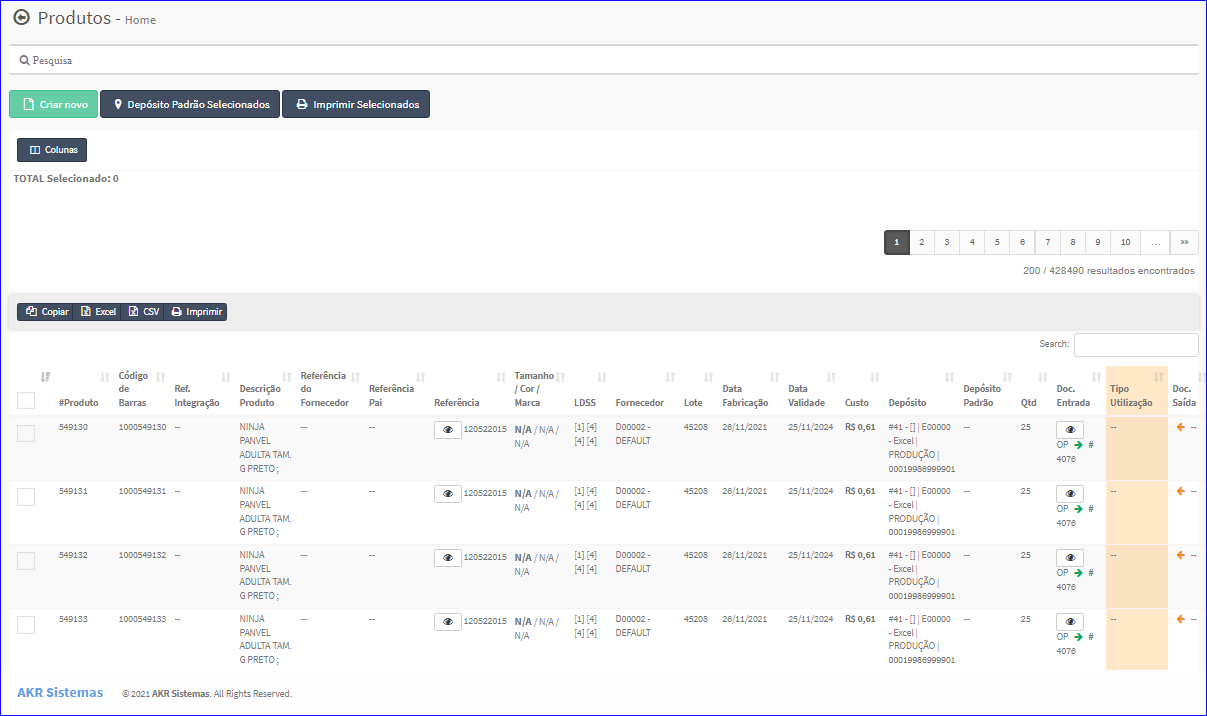 Produtos - Home
Pesquisa
Criar novo Depósito Padrão Selecionados Imprimir Selecionados
Colunas
TOTAL Selecionado: 0
1 2 3 4 5 6 7 8 9 10 ... »
200 / 428490 resultados encontrados
Copiar Excel CSV Imprimir
Search:
#Produto Código de Barras Ref. Integração Descrição Produto Referência do Fornecedor Referência Pai Referência Tamanho / Cor / Marca LDSS Fornecedor Lote Data Fabricação Data Validade Custo Depósito Depósito Padrão Qtd Doc. Entrada Tipo Utilização Doc. Saída
549130 1000549130 -- NINJA -- -- 120522015 N/A / N/A / [1] [4] D00002 - 45208 26/11/2021 25/11/2024 R$ 0,61 #41 - [] | E00000 -- 25 -- --
PANVEL N/A [4] [4] DEFAULT - Excel | OP #
ADULTA TAM. PRODUÇÃO | 4076
G PRETO ; 00019986999901
549131 1000549131 -- NINJA -- -- 120522015 N/A / N/A / [1] [4] D00002 - 45208 26/11/2021 25/11/2024 R$ 0,61 #41 - [] | E00000 -- 25 -- --
PANVEL N/A [4] [4] DEFAULT - Excel | OP #
ADULTA TAM. PRODUÇÃO | 4076
G PRETO ; 00019986999901
549132 1000549132 -- NINJA -- -- 120522015 N/A / N/A / [1] [4] D00002 - 45208 26/11/2021 25/11/2024 R$ 0,61 #41 - [] | E00000 -- 25 -- --
PANVEL N/A [4] [4] DEFAULT - Excel | OP #
ADULTA TAM. PRODUÇÃO | 4076
G PRETO ; 00019986999901
549133 1000549133 -- NINJA -- -- 120522015 N/A / N/A / [1] [4] D00002 - 45208 26/11/2021 25/11/2024 R$ 0,61 #41 - [] | E00000 -- 25 -- --
PANVEL N/A [4] [4] DEFAULT - Excel | OP #
ADULTA TAM. PRODUÇÃO | 4076
G PRETO ; 00019986999901
AKR Sistemas © 2021 AKR Sistemas. All Rights Reserved.